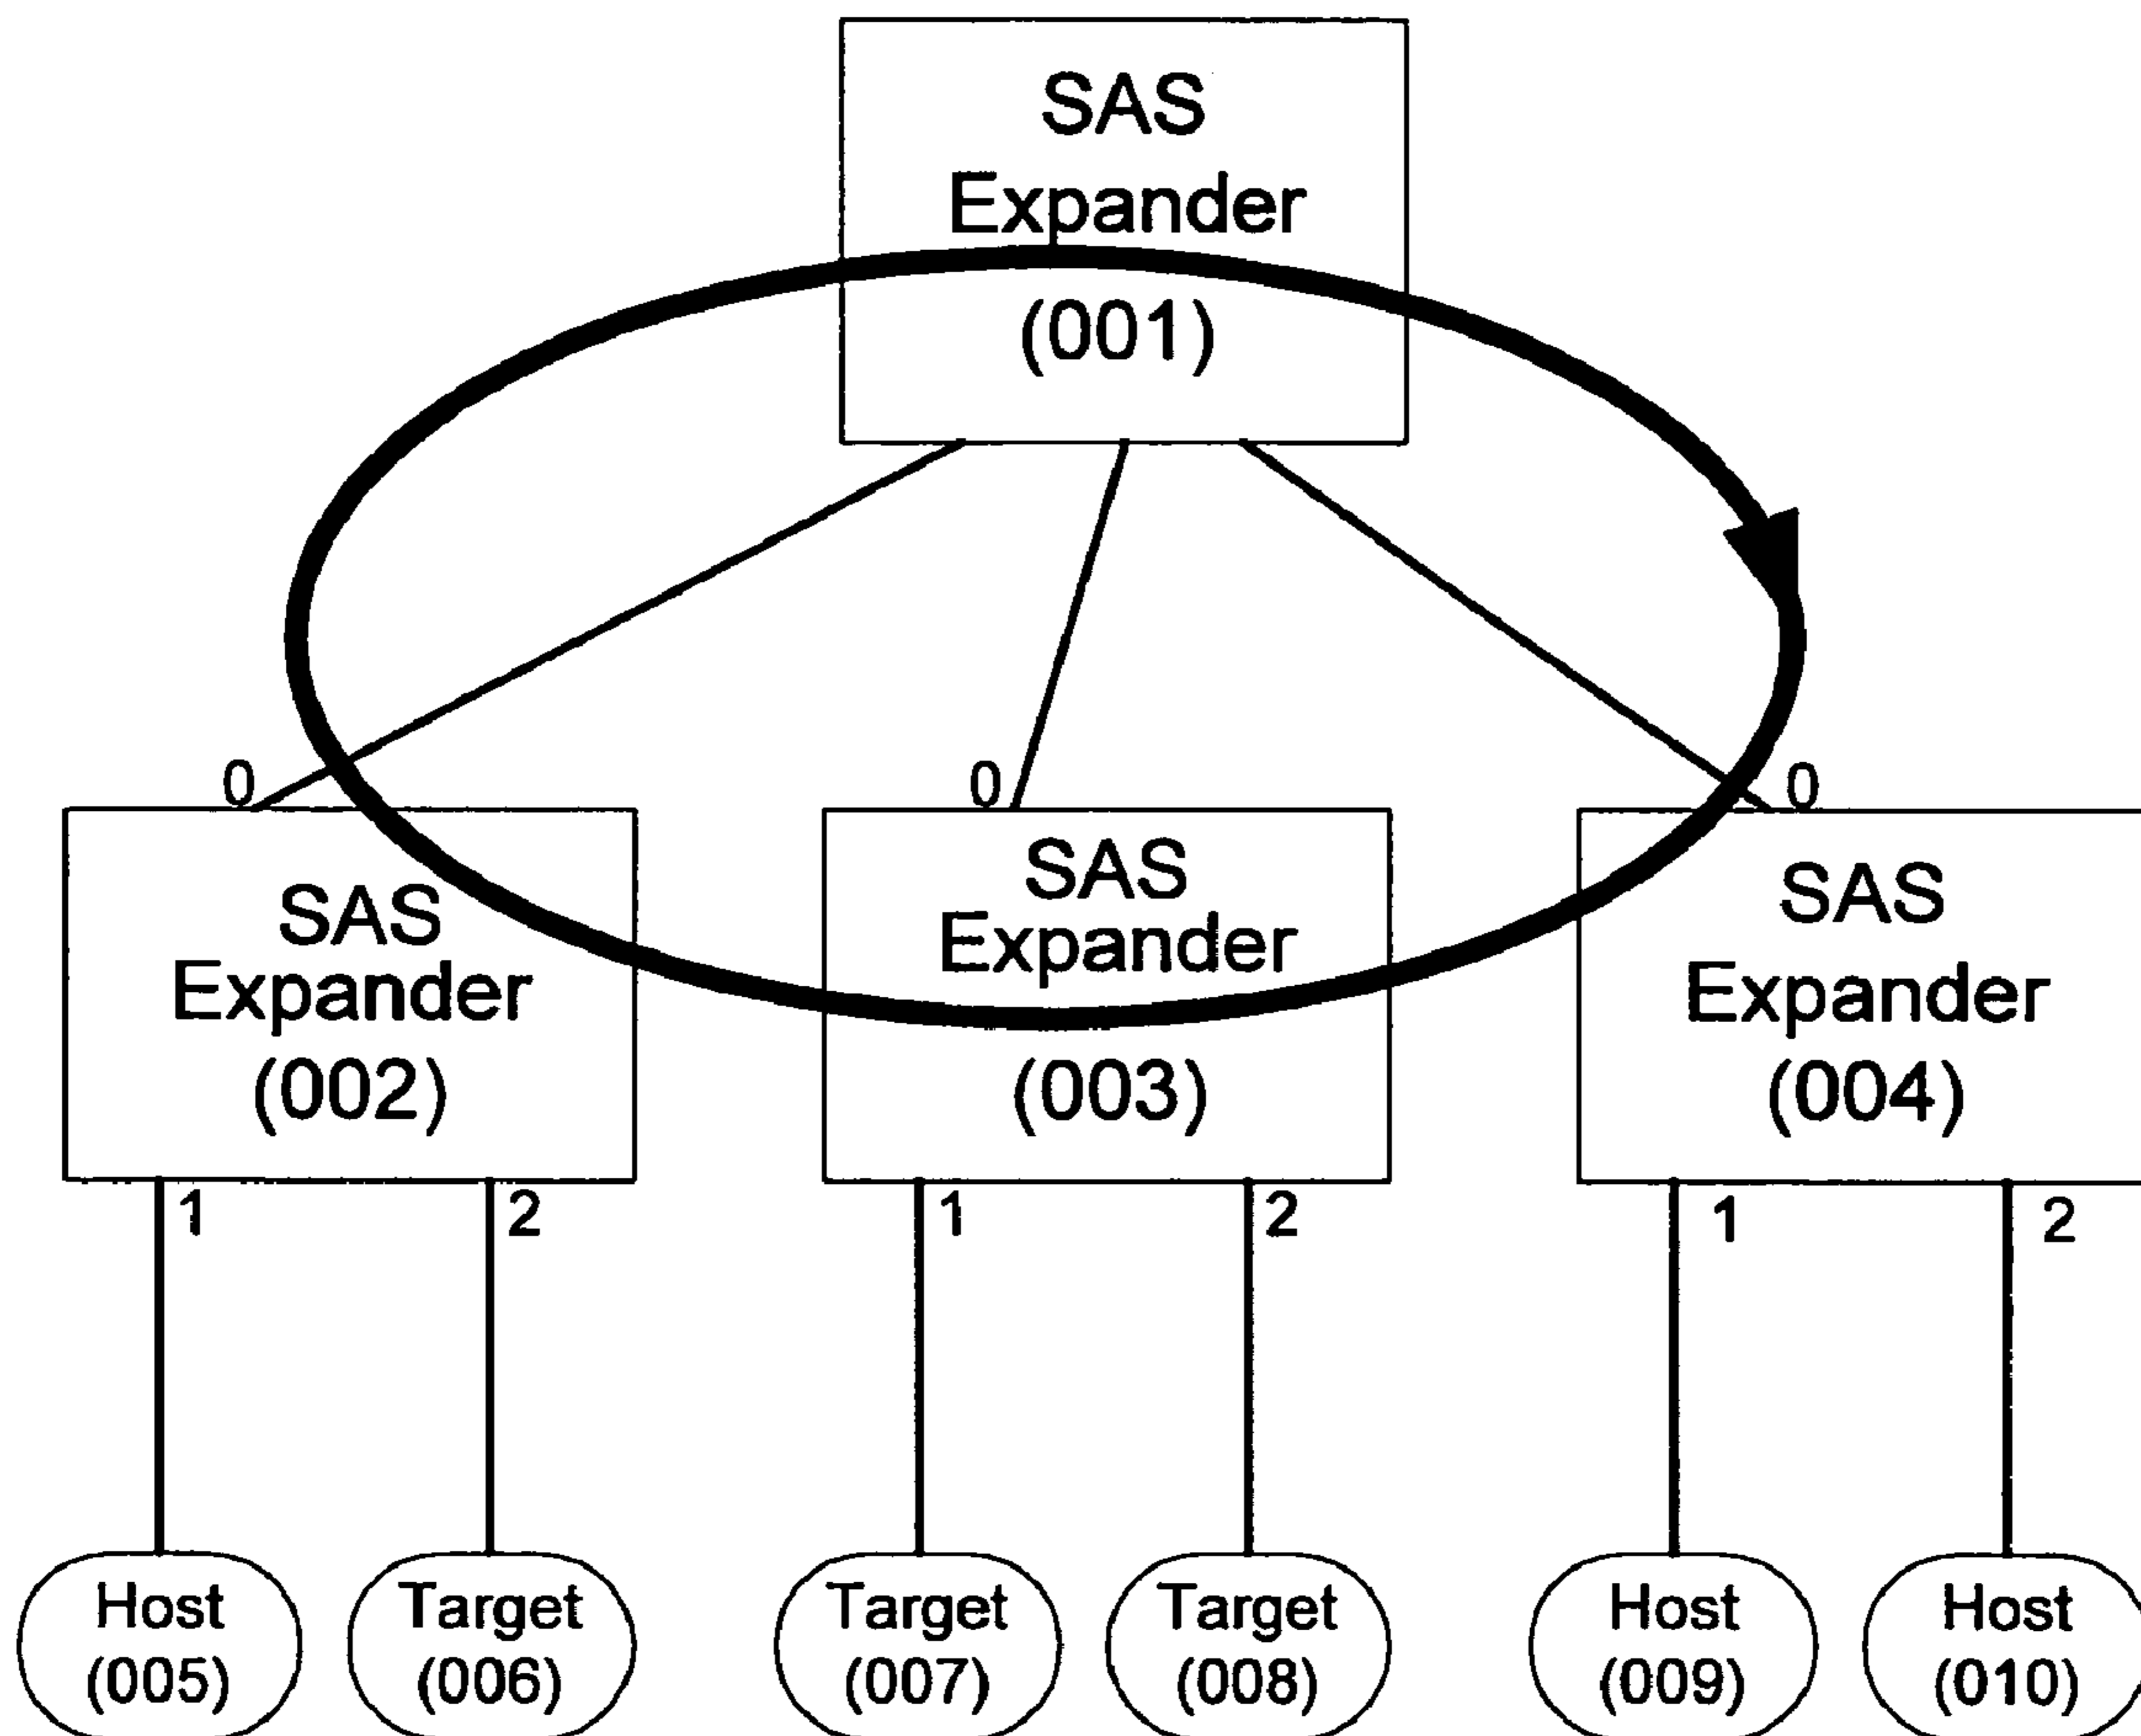 SAS
Expander
(001)
0
0
0
SAS
Expander
(002)
SAS
Expander
(003)
SAS
Expander
(004)
1
2
1
2
1
2
Host
(005)
Target
(006)
Target
(007)
Target
(008)
Host
(009)
Host
(010)